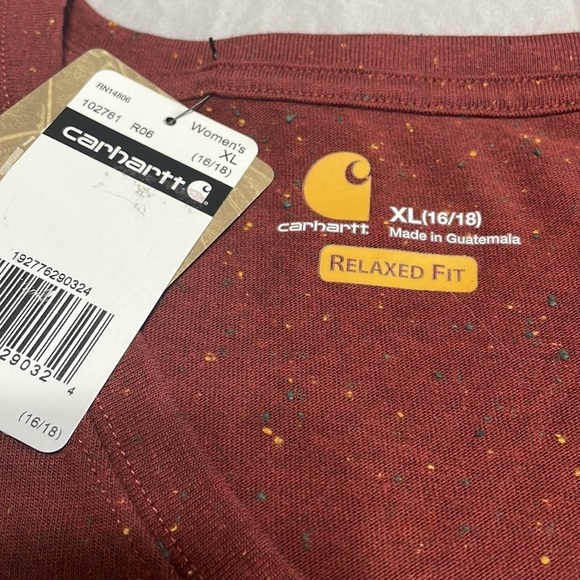 RN14806
102761 R06
Women's
XL
(16/18)
carhartt
192776290324
29032 4
(16/18)
carhartt
XL(16/18)
Made in Guatemala
RELAXED FIT